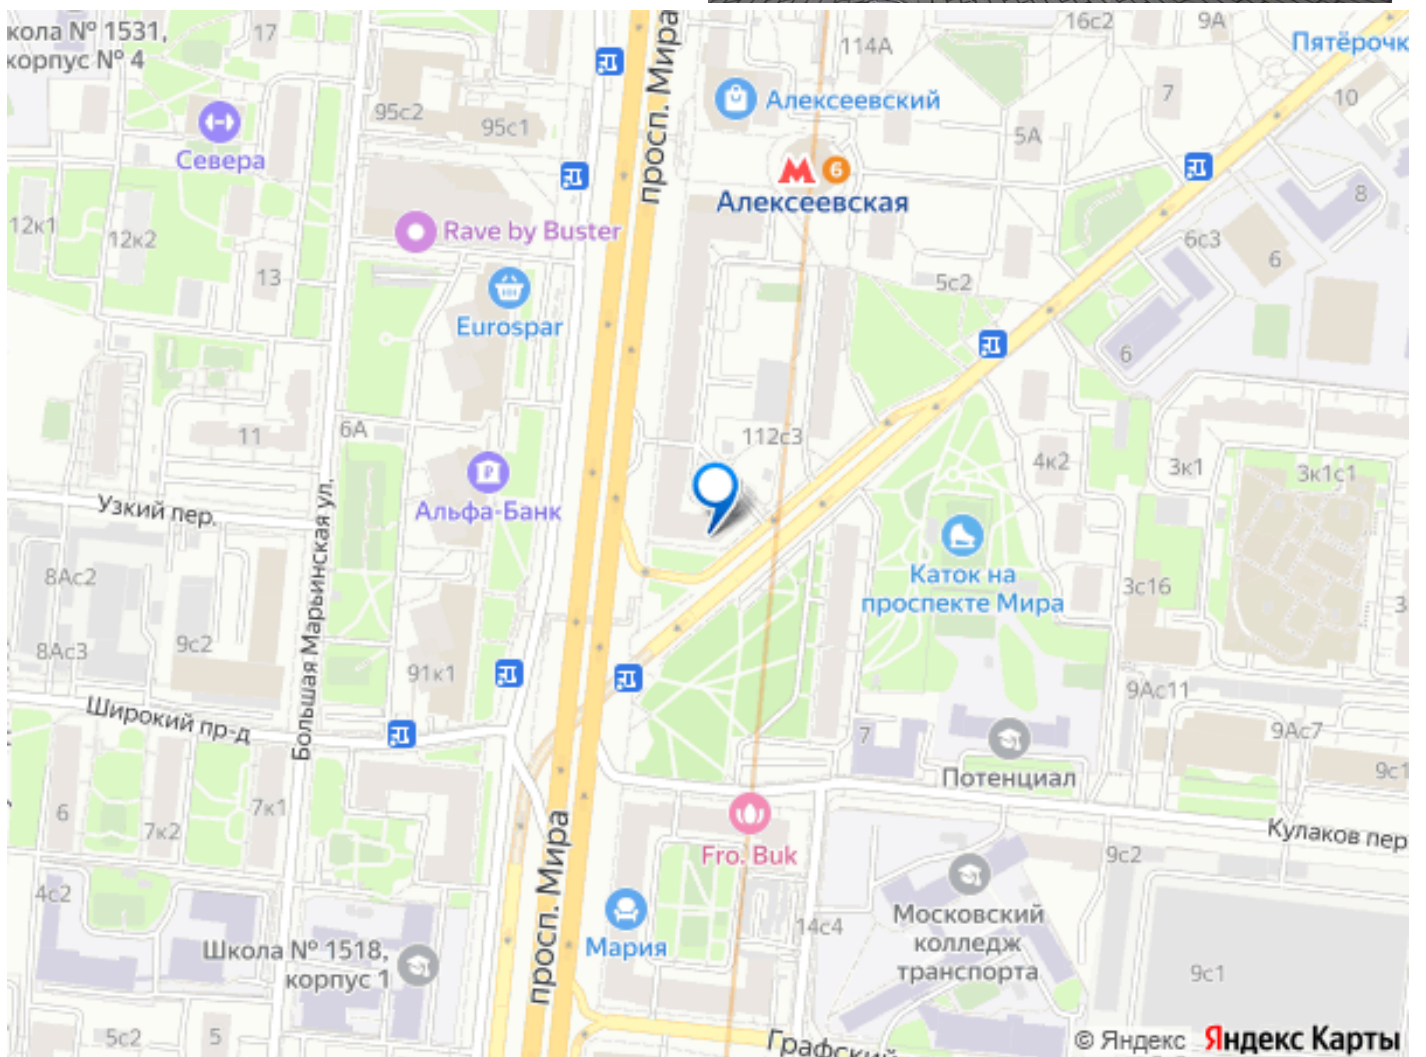 кола № 1531,
корпус № 4
17
просп. Мира
114А
16с2
9А
Пятёрочк
Алексеевский
95с2
95с1
7
10
5А
Севера
6
Алексеевская
8
12к1
12к2
Rave by Buster
6с3
6
13
5с2
Eurospar
6
11
6А
112с3
4к2
3к1
3к1с1
Альфа-Банк
Узкий пер.
Большая Марьинская ул.
8Ас2
Каток на
проспекте Мира
3с16
3
9с2
8Ас3
91к1
9Ас11
Широкий пр-д
7
9Ас7
Потенциал
9с1
6
7к2
7к1
просп. Мира
Fro. Buk
Кулаков пер
9с2
4с2
Московский
колледж
транспорта
14с4
Мария
Школа № 1518,
корпус 1
9с1
5с2
5
Графский
© Яндекс Яндекс Карты